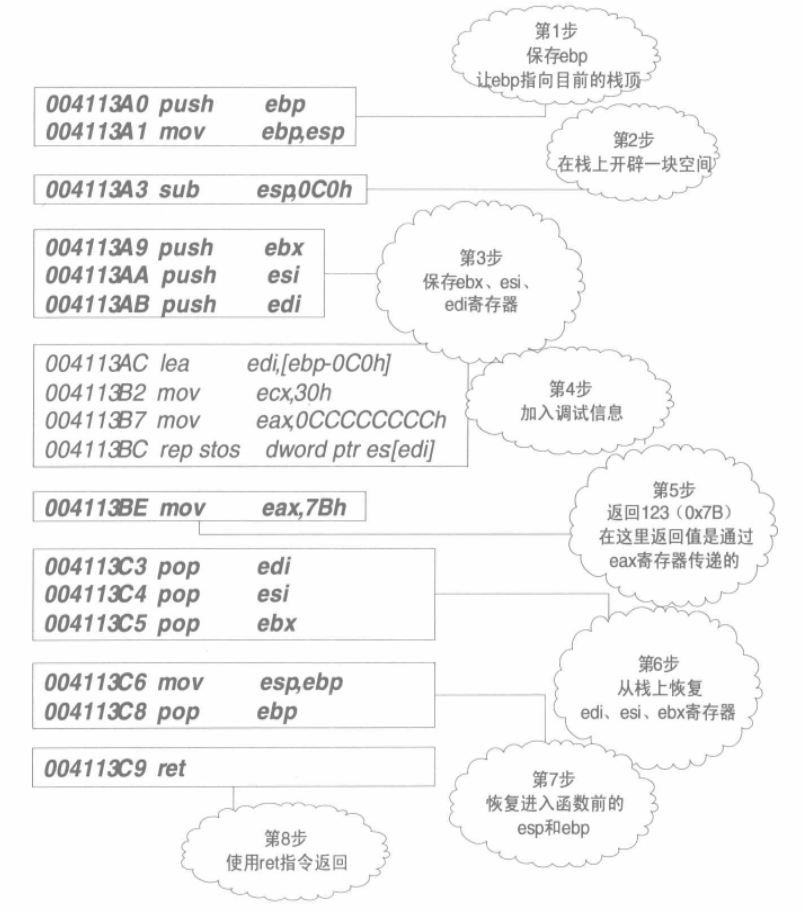 第1步
保存ebp
让ebp指向目前的栈顶
004113A0 push ebp
004113A1 mov ebp,esp
第2步
在栈上开辟一块空间
004113A3 sub esp,0C0h
004113A9 push ebx
004113AA push esi
004113AB push edi
第3步
保存ebx、esi、
edi寄存器
004113AC lea edi,[ebp-0C0h]
004113B2 mov ecx,30h
004113B7 mov eax,0CCCCCCCCh
004113BC rep stos dword ptr es[edi]
第4步
加入调试信息
004113BE mov eax,7Bh
第5步
返回123（0x7B）
在这里返回值是通过
eax寄存器传递的
004113C3 pop edi
004113C4 pop esi
004113C5 pop ebx
第6步
从栈上恢复
edi、esi、ebx寄存器
004113C6 mov esp,ebp
004113C8 pop ebp
第7步
恢复进入函数前的
esp和ebp
004113C9 ret
第8步
使用ret指令返回